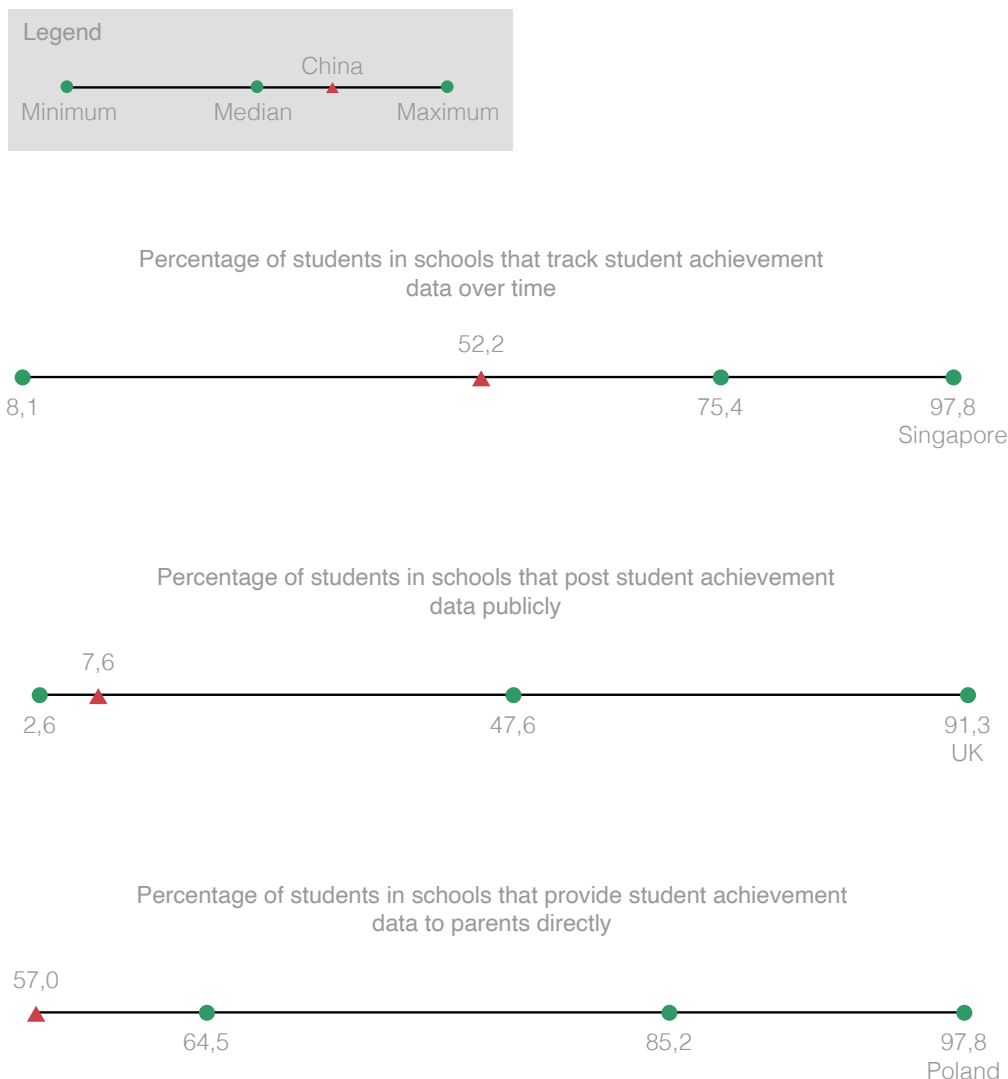 Legend
China
Minimum Median Maximum
Percentage of students in schools that track student achievement
data over time
52,2
8,1 75,4 97,8
Singapore
Percentage of students in schools that post student achievement
data publicly
7,6
2,6 47,6 91,3
UK
Percentage of students in schools that provide student achievement
data to parents directly
57,0
64,5 85,2 97,8
Poland